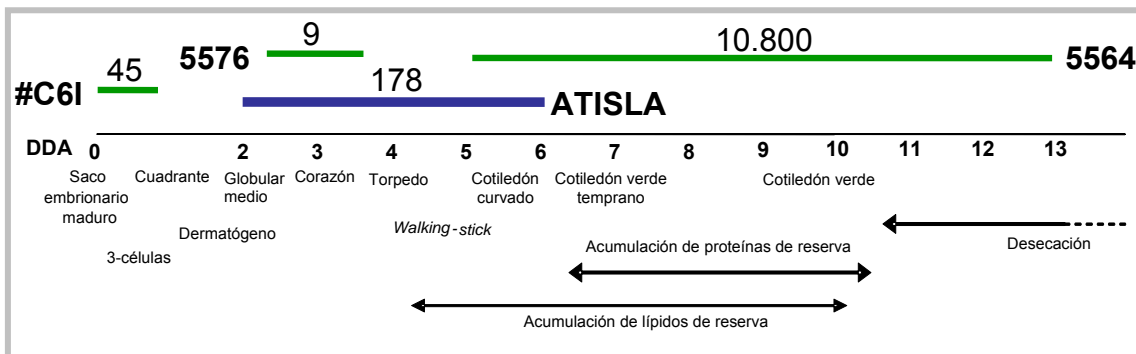 9
10.800
5576
5564
45
178
#C6I
ATISLA
DDA 0 2 3 4 5 6 7 8 9 10 11 12 13
Saco
embrionario
maduro
Cuadrante
Globular
medio
Corazón
Torpedo
Cotiledón
curvado
Cotiledón verde
temprano
Cotiledón verde
Dermatógeno
Walking-stick
3-células
Acumulación de proteínas de reserva
Desecación
Acumulación de lípidos de reserva